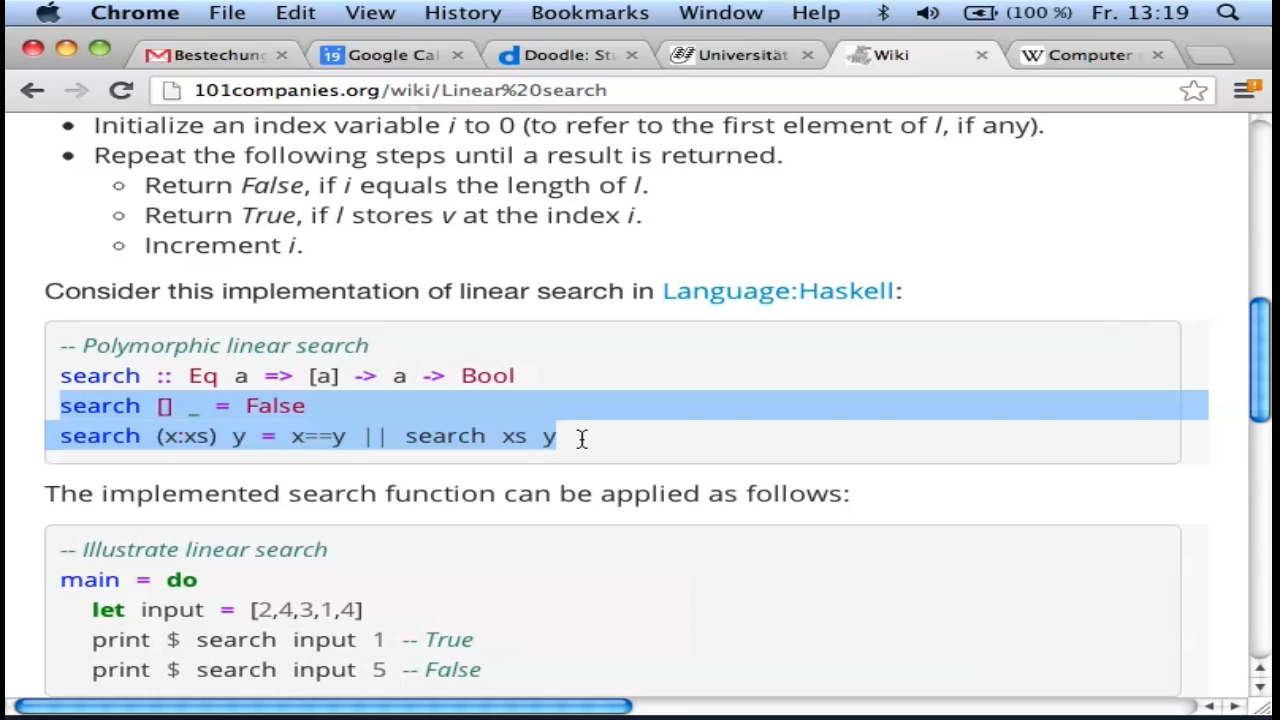 Chrome File Edit View History Bookmarks Window Help (100 %) Fr. 13:19
Bestechung 19 Google Cal Doodle: Stu Universität Wiki W Computer
101companies.org/wiki/Linear%20search
• Initialize an index variable i to 0 (to refer to the first element of l, if any).
• Repeat the following steps until a result is returned.
◦ Return False, if i equals the length of l.
◦ Return True, if l stores v at the index i.
◦ Increment i.
Consider this implementation of linear search in Language:Haskell:
-- Polymorphic linear search
search :: Eq a => [a] -> a -> Bool
search [] _ = False
search (x:xs) y = x==y || search xs y
The implemented search function can be applied as follows:
-- Illustrate linear search
main = do
let input = [2,4,3,1,4]
print $ search input 1 -- True
print $ search input 5 -- False